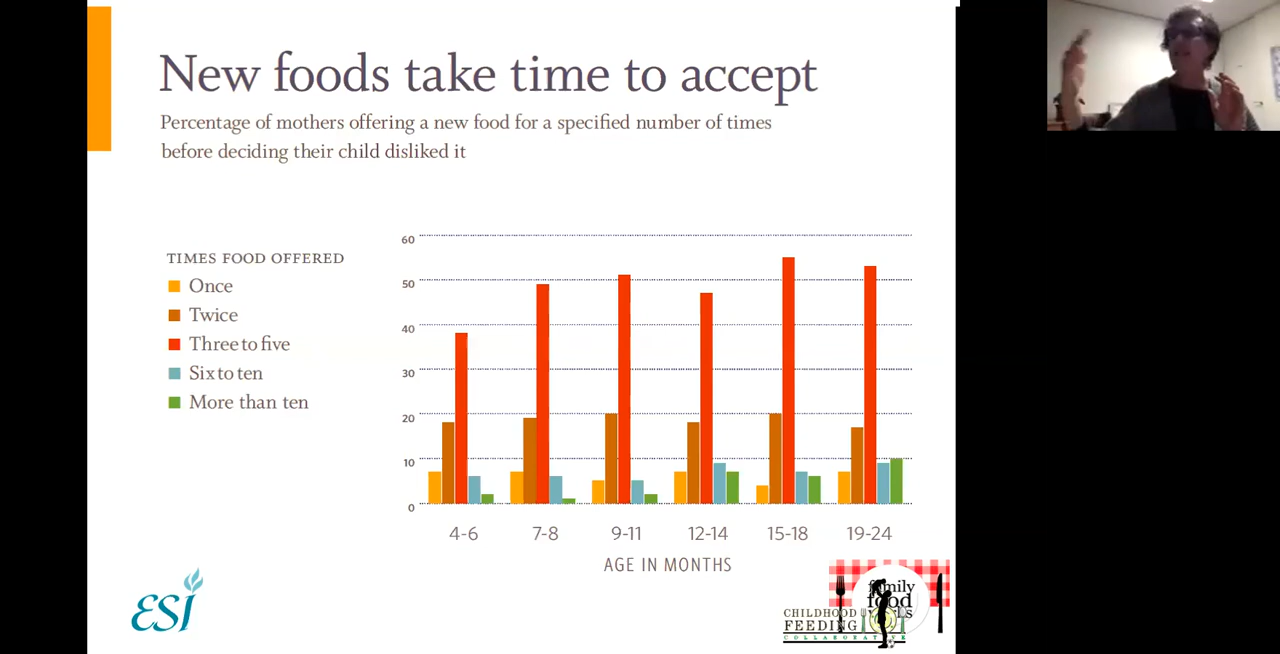 New foods take time to accept
Percentage of mothers offering a new food for a specified number of times
before deciding their child disliked it
TIMES FOOD OFFERED
Once
Twice
Three to five
Six to ten
More than ten
60
50
40
30
20
10
0
4-6 7-8 9-11 12-14 15-18 19-24
AGE IN MONTHS
ESI
family
food
CHILDHOOD
FEEDING
COLLABORATIVE